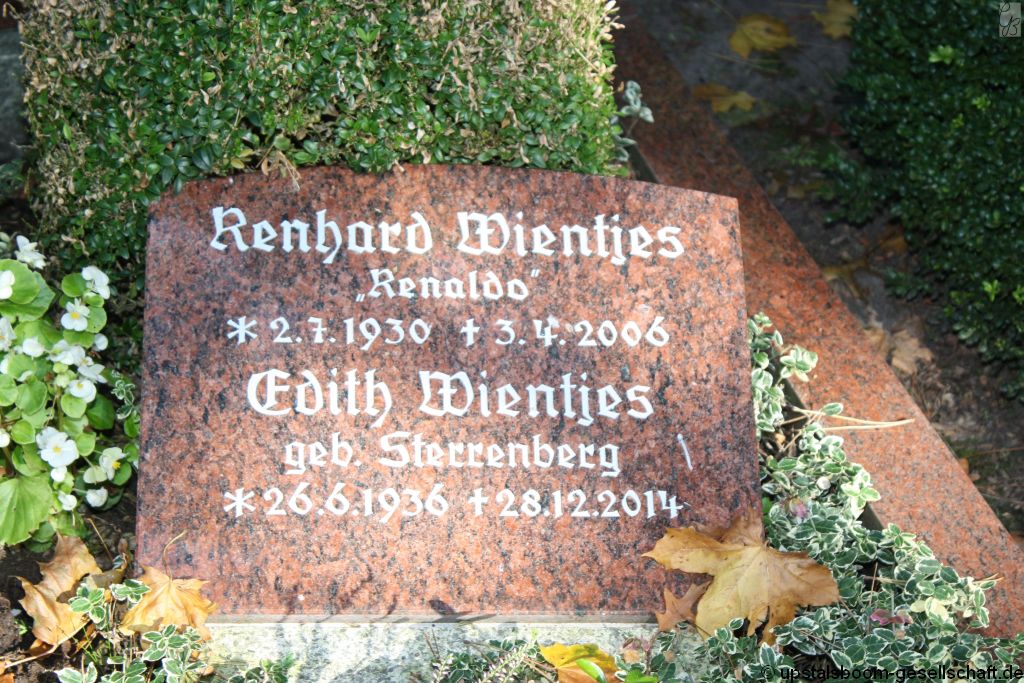 Renhard Wientjes
„Renaldo“
* 2.7.1930 † 3.4.2006
Edith Wientjes
geb. Sterrenberg
* 26.6.1936 † 28.12.2014
© upstalsboom-gesellschaft.de